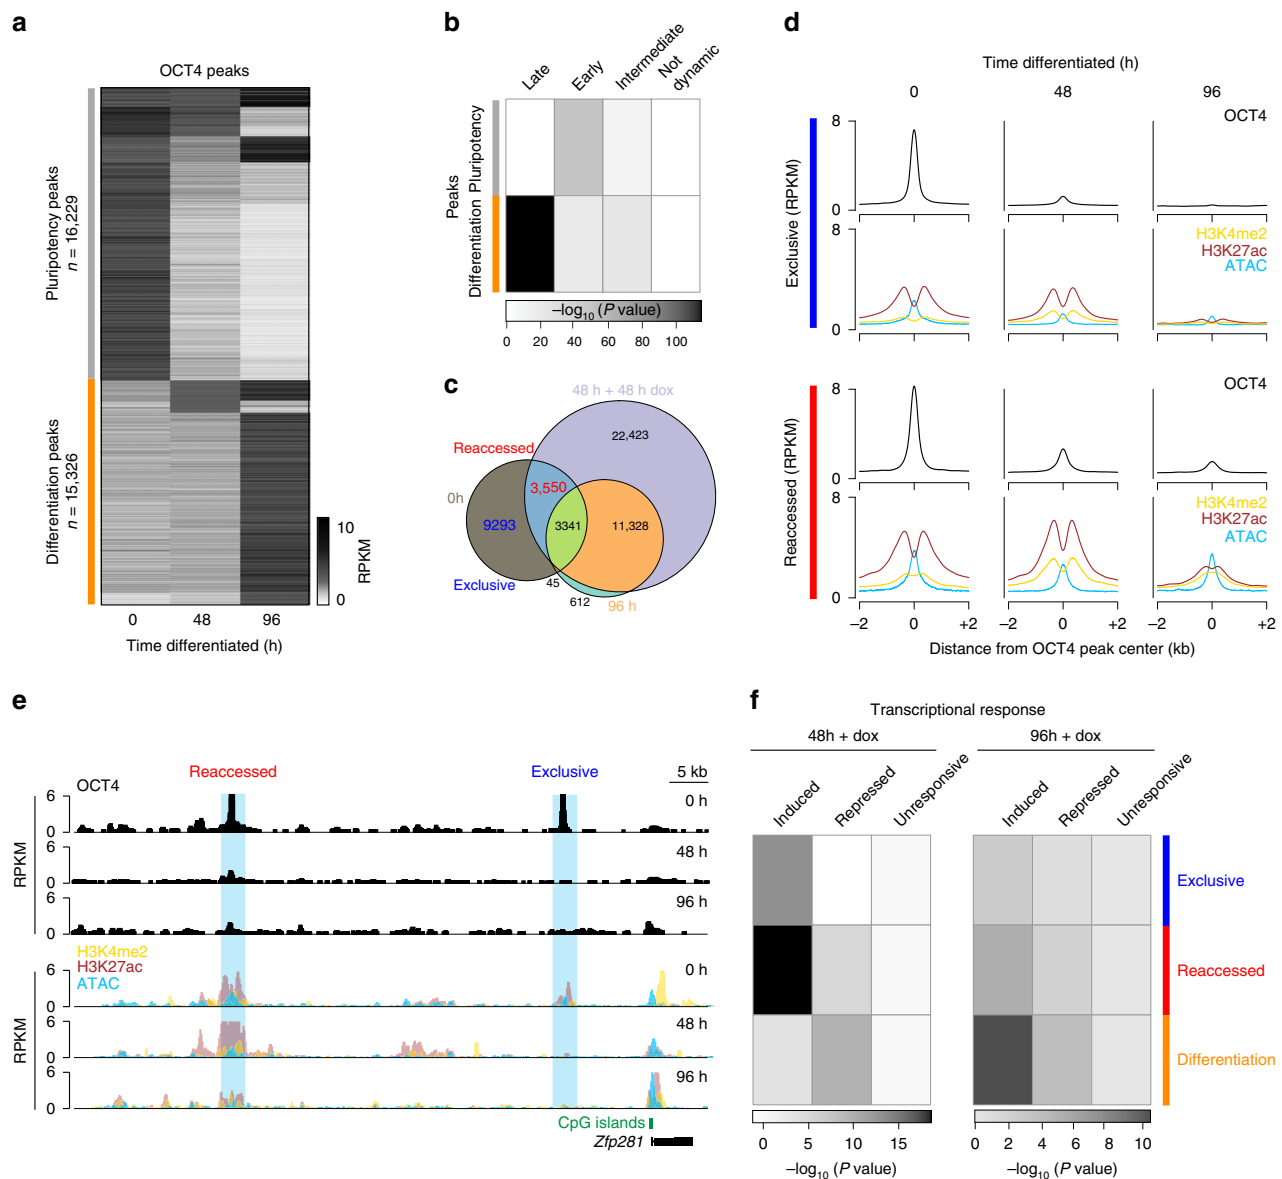 a
OCT4 peaks
Pluripotency peaks
n = 16,229
Differentiation peaks
n = 15,326
0 48 96
Time differentiated (h)
10
0
RPKM
b
Late
Early
Intermediate
Not dynamic
Peaks
Pluripotency
Differentiation
–log10 (P value)
0 20 40 60 80 100
c
48 h + 48 h dox
22,423
Reaccessed
3,550
0h
9293
3341
11,328
Exclusive
45
612
96 h
d
Time differentiated (h)
0 48 96
Exclusive (RPKM)
8
0
OCT4
8
0
H3K4me2
H3K27ac
ATAC
Reaccessed (RPKM)
8
0
OCT4
8
0
H3K4me2
H3K27ac
ATAC
–2 0 +2 –2 0 +2 –2 0 +2
Distance from OCT4 peak center (kb)
e
Reaccessed
Exclusive
5 kb
OCT4
RPKM
6
0
0 h
6
0
48 h
6
0
96 h
H3K4me2
H3K27ac
ATAC
RPKM
6
0
0 h
6
0
48 h
6
0
96 h
CpG islands
Zfp281
f
Transcriptional response
48h + dox
96h + dox
Induced
Repressed
Unresponsive
Induced
Repressed
Unresponsive
Exclusive
Reaccessed
Differentiation
0 5 10 15
–log10 (P value)
0 2 4 6 8 10
–log10 (P value)